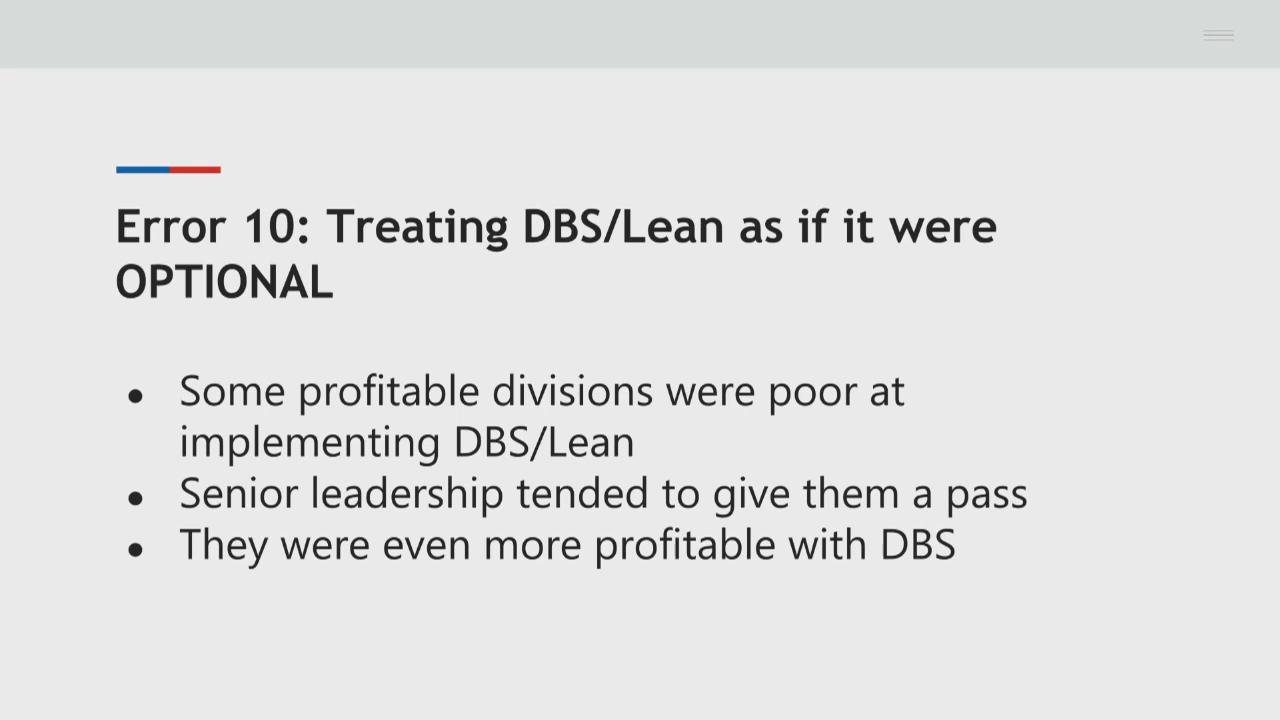 Error 10: Treating DBS/Lean as if it were
OPTIONAL
● Some profitable divisions were poor at
implementing DBS/Lean
● Senior leadership tended to give them a pass
● They were even more profitable with DBS